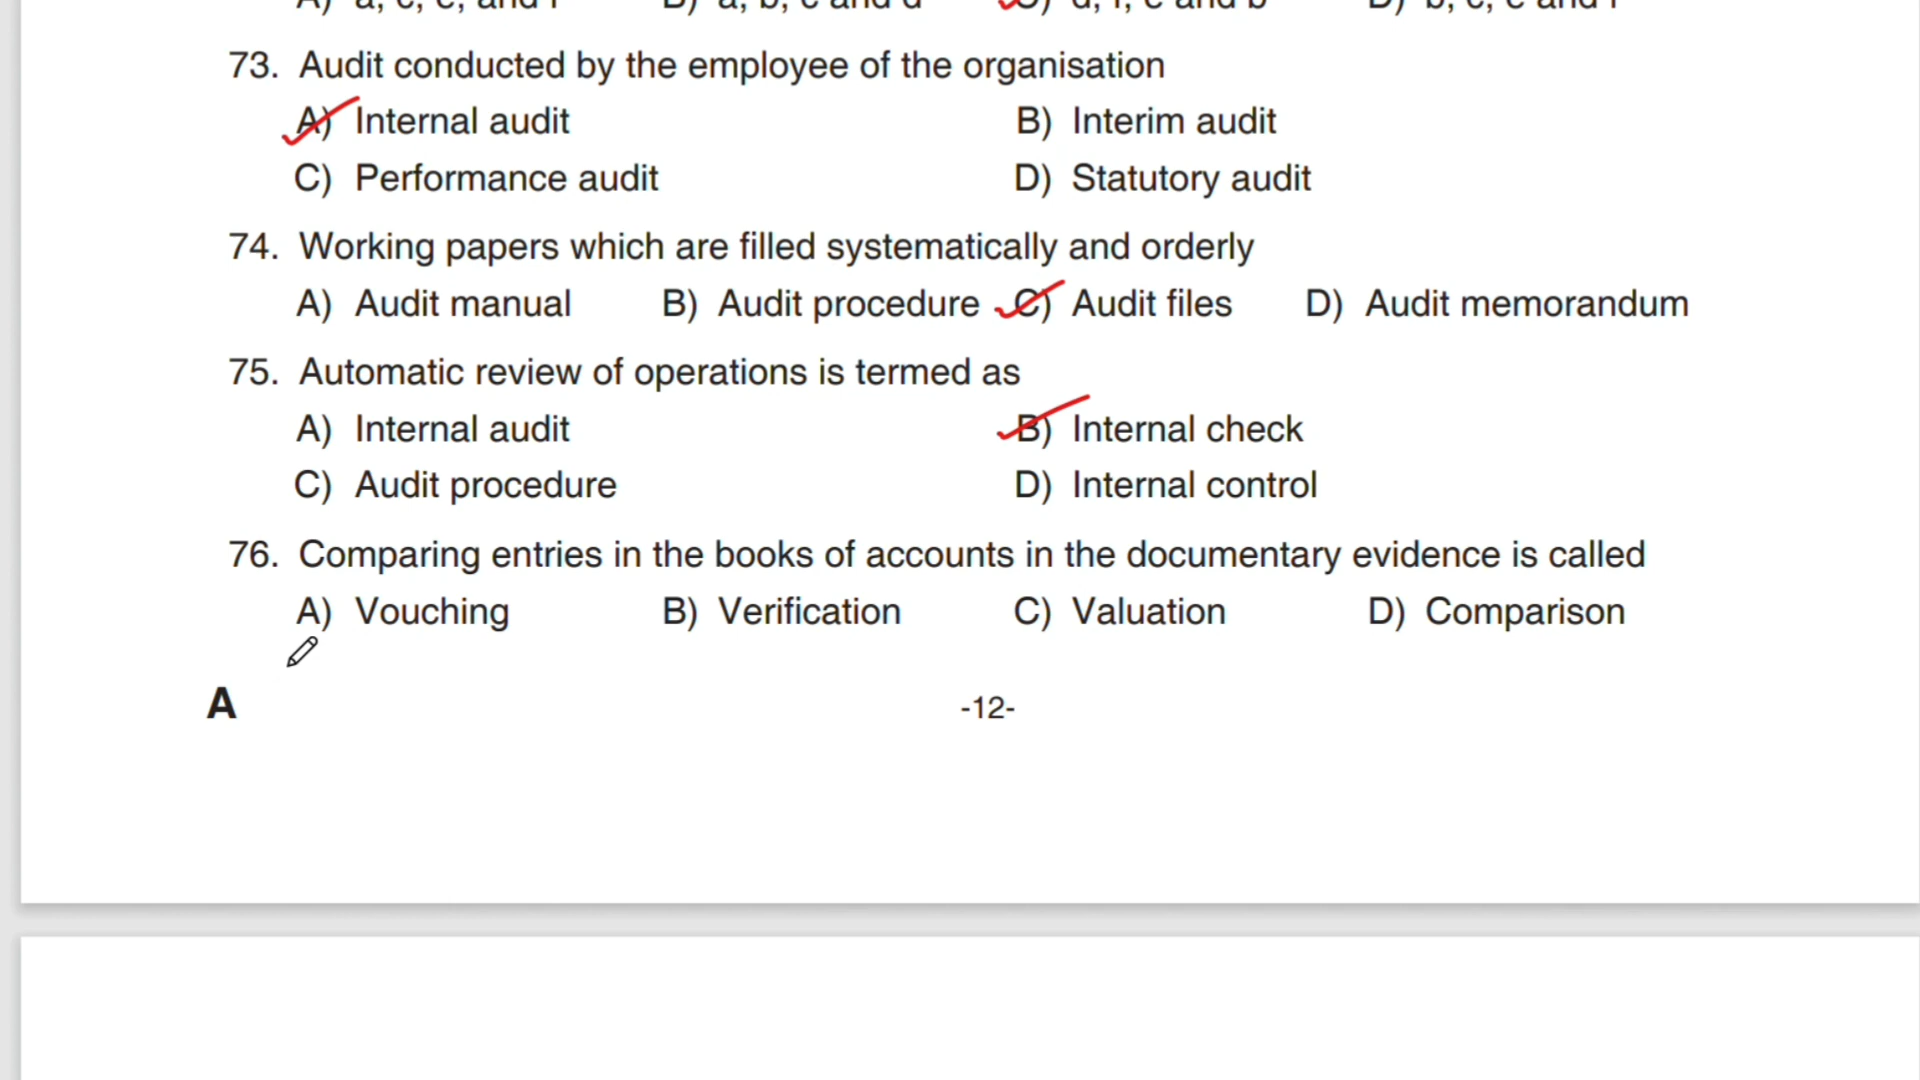 73. Audit conducted by the employee of the organisation
A) Internal audit B) Interim audit
C) Performance audit D) Statutory audit
74. Working papers which are filled systematically and orderly
A) Audit manual B) Audit procedure C) Audit files D) Audit memorandum
75. Automatic review of operations is termed as
A) Internal audit B) Internal check
C) Audit procedure D) Internal control
76. Comparing entries in the books of accounts in the documentary evidence is called
A) Vouching B) Verification C) Valuation D) Comparison
A -12-